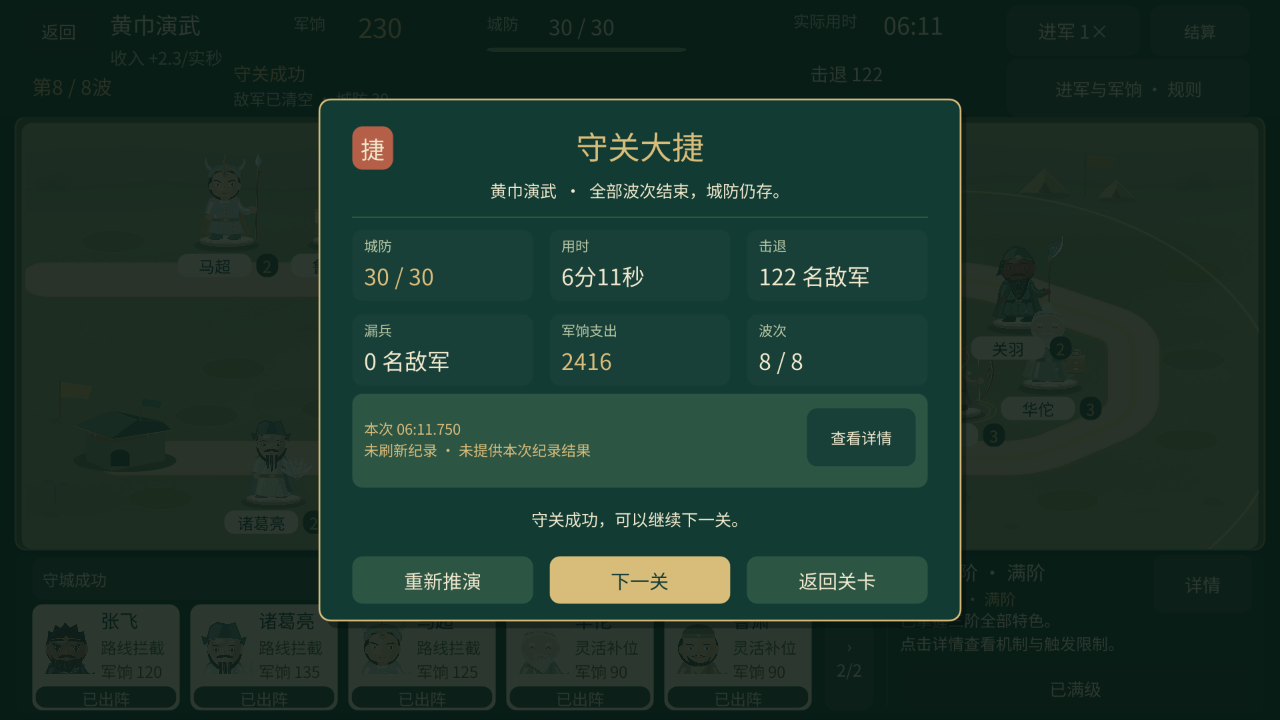 返回
黄巾演武
军饷 230
城防 30 / 30
实际用时 06:11
进军 1×
结算
收入 +2.3/实秒
第8 / 8波
守关成功
敌军已清空
城防 30
击退 122
进军与军饷 · 规则
捷
守关大捷
黄巾演武 · 全部波次结束，城防仍存。
城防
30 / 30
用时
6分11秒
击退
122 名敌军
漏兵
0 名敌军
军饷支出
2416
波次
8 / 8
本次 06:11.750
未刷新纪录 · 未提供本次纪录结果
查看详情
守关成功，可以继续下一关。
重新推演
下一关
返回关卡
马超 2
关羽 2
华佗 3
3
诸葛亮 2
守城成功
张飞
路线拦截
军饷 120
已出阵
诸葛亮
路线拦截
军饷 135
已出阵
路线拦截
军饷 125
已出阵
灵活补位
军饷 90
已出阵
灵活补位
军饷 90
已出阵
›
2/2
阶 · 满阶
· 满阶
阶全部特色。
点击详情查看机制与触发限制。
详情
已满级